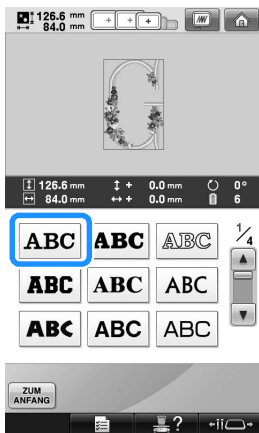 126.6 mm
84.0 mm
126.6 mm + 0.0 mm 0°
84.0 mm + 0.0 mm 6
ABC ABC ABC 1/4
ABC ABC ABC
ABC ABC ABC
ZUM
ANFANG
?